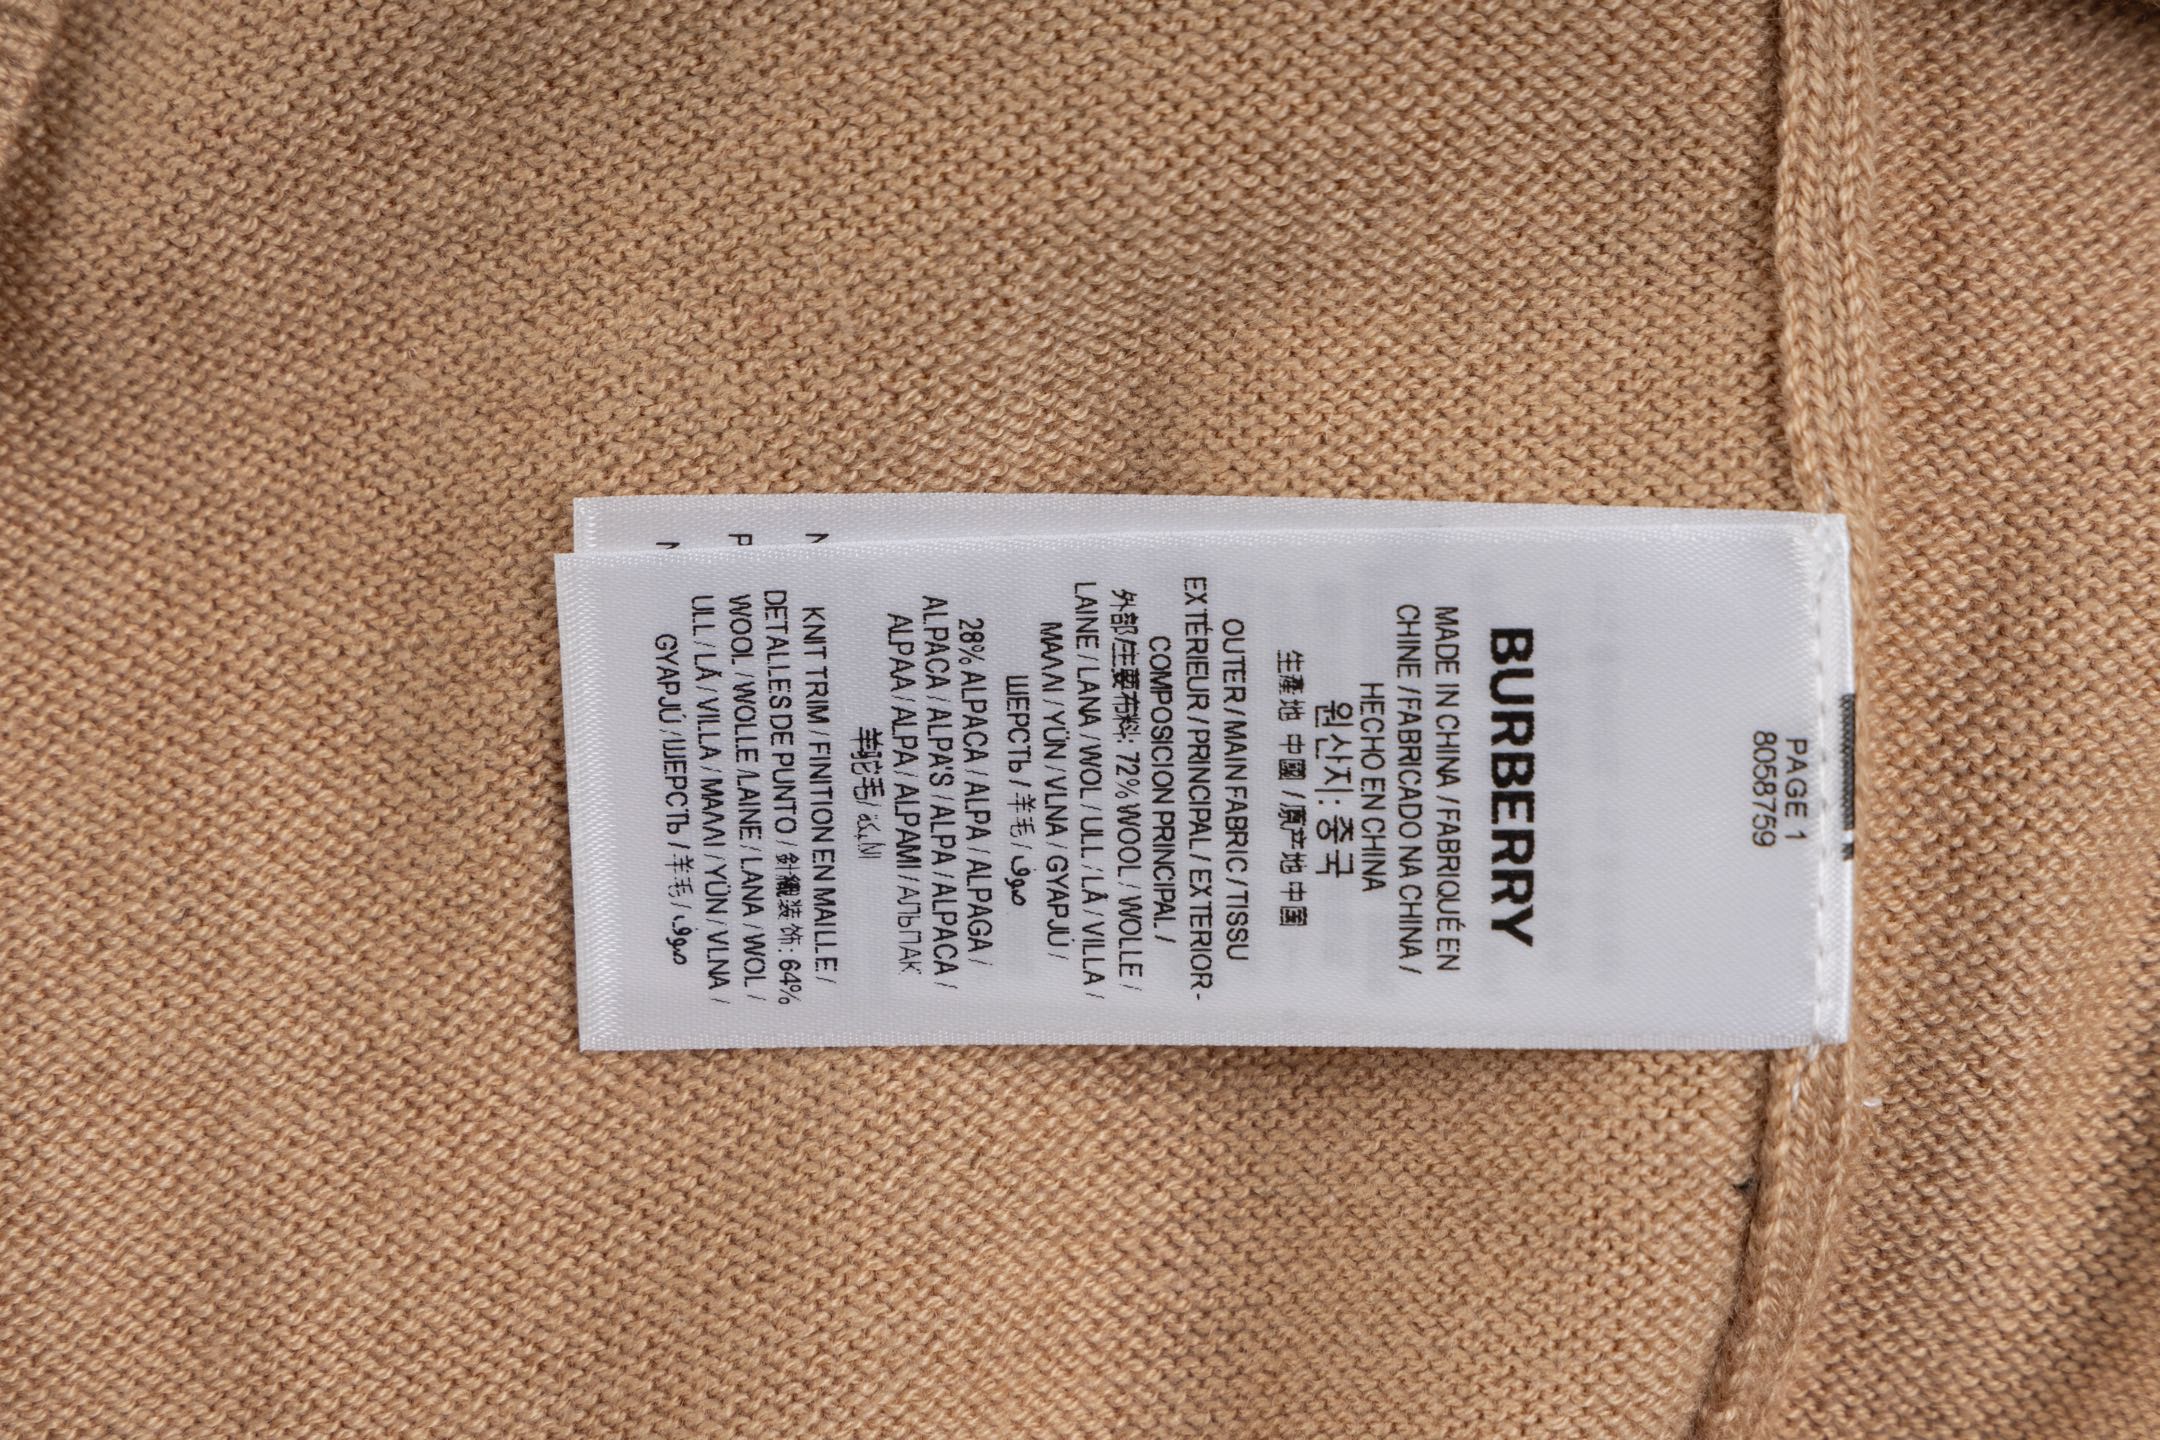 PAGE 1
8058759
BURBERRY
MADE IN CHINA / FABRIQUÉ EN
CHINE / FABRICADO NA CHINA /
HECHO EN CHINA
원산지: 중국
生產地 中國 / 原产地 中国
OUTER / MAIN FABRIC / TISSU
EXTÉRIEUR / PRINCIPAL / EXTERIOR-
COMPOSICION PRINCIPAL /
外部/主要布料: 72% WOOL / WOLLE /
LAINE / LANA / WOL / ULL / LÃ / VILLA /
ΜΑΛΛΙ / YÜN / VLNA / GYAPJÚ /
ШЕРСТЬ / 羊毛 / صوف
28% ALPACA / ALPA / ALPAGA /
ALPACA / ALPA'S / ALPA / ALPACA /
ALPAA / ALPA / ALPAMI / АЛЬПАК
羊駝毛 /
KNIT TRIM / FINITION EN MAILLE /
DETALLES DE PUNTO / 針織装饰: 64%
WOOL / WOLLE / LAINE / LANA / WOL /
ULL / LÃ / VILLA / ΜΑΛΛΙ / YÜN / VLNA /
GYAPJÚ / ШЕРСТЬ / 羊毛 / صوف